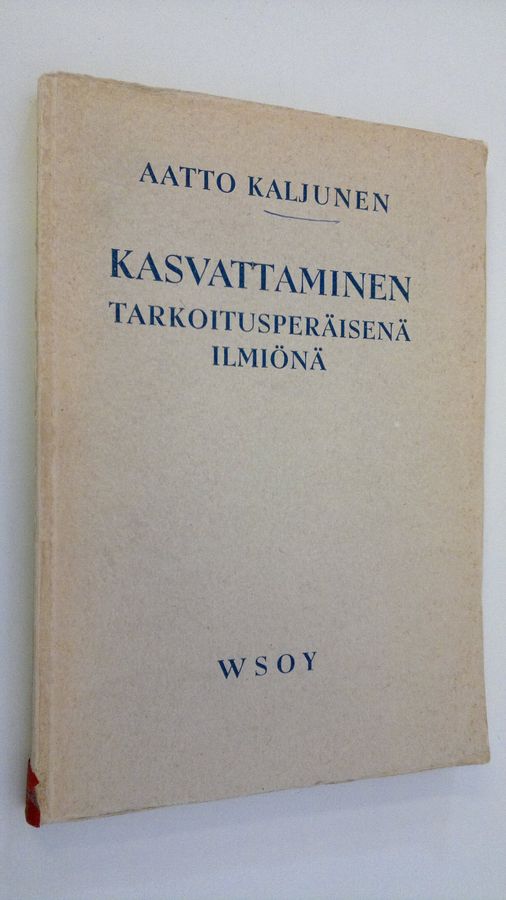 AATTO KALJUNEN
KASVATTAMINEN
TARKOITUSPERÄISENÄ
ILMIÖNÄ
WSOY